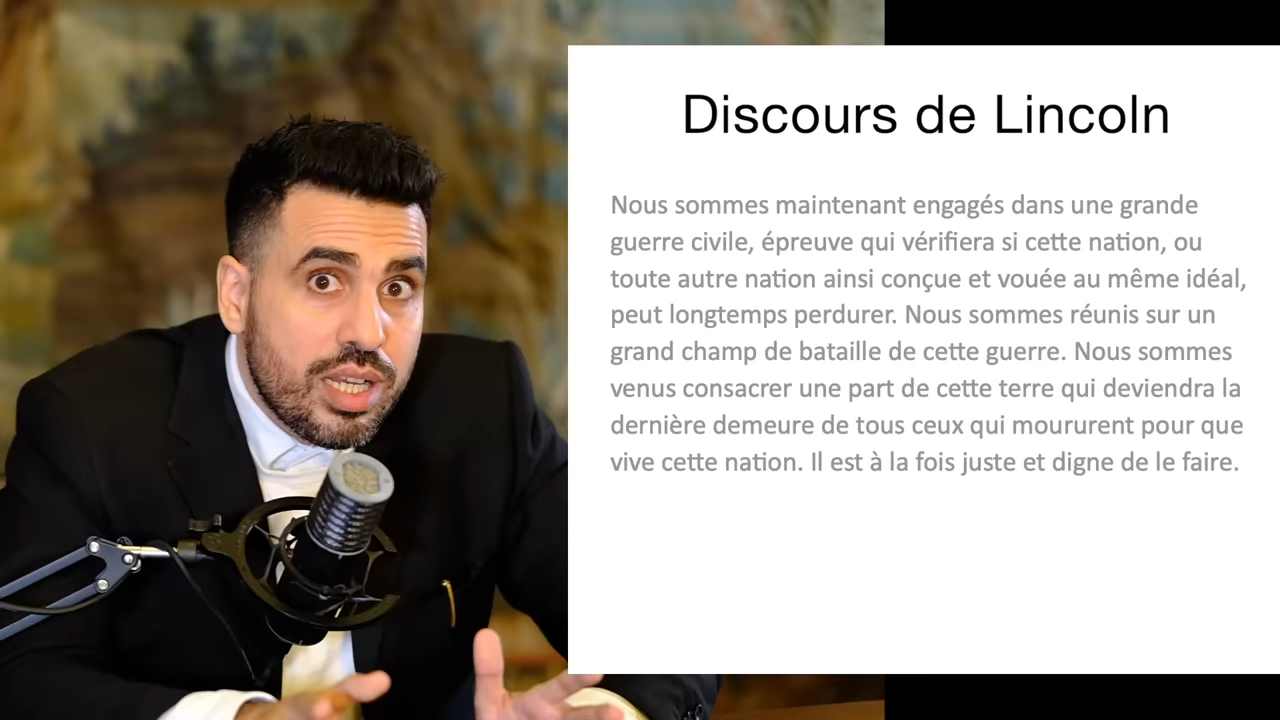 Discours de Lincoln
Nous sommes maintenant engagés dans une grande
guerre civile, épreuve qui vérifiera si cette nation, ou
toute autre nation ainsi conçue et vouée au même idéal,
peut longtemps perdurer. Nous sommes réunis sur un
grand champ de bataille de cette guerre. Nous sommes
venus consacrer une part de cette terre qui deviendra la
dernière demeure de tous ceux qui moururent pour que
vive cette nation. Il est à la fois juste et digne de le faire.